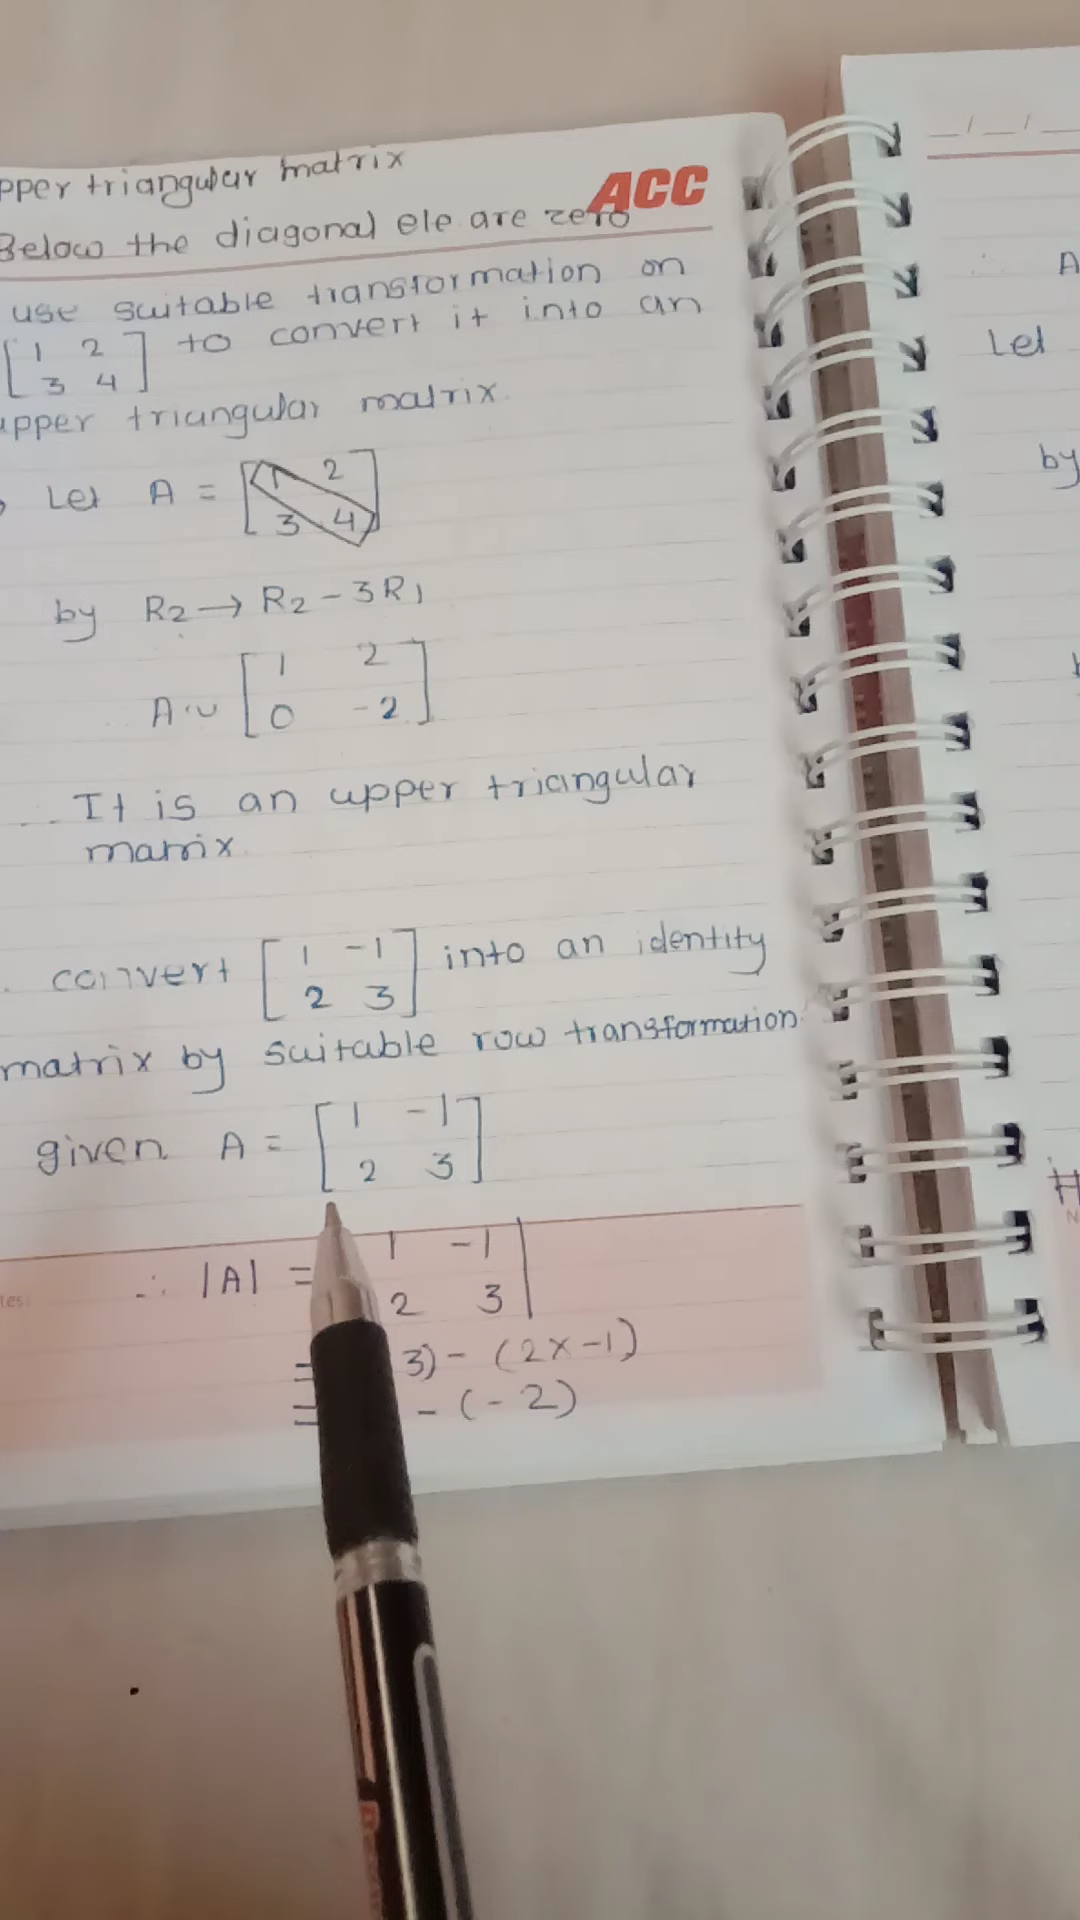 pper triangular matrix
ACC
Below the diagonal ele are zero
use suitable transformation on
[1 2
3 4] to convert it into an
upper triangular matrix.
Let A = [1 2
3 4]
by R2 → R2 - 3R1
A ~ [1 2
0 -2]
It is an upper triangular
matrix.
convert [1 -1
2 3] into an identity
matrix by suitable row transformation.
given A = [1 -1
2 3]
∴ |A| = 1 -1
2 3|
= 3) - (2x-1)
= - (-2)
tes:
_/_/_
A
Let
by
#
N